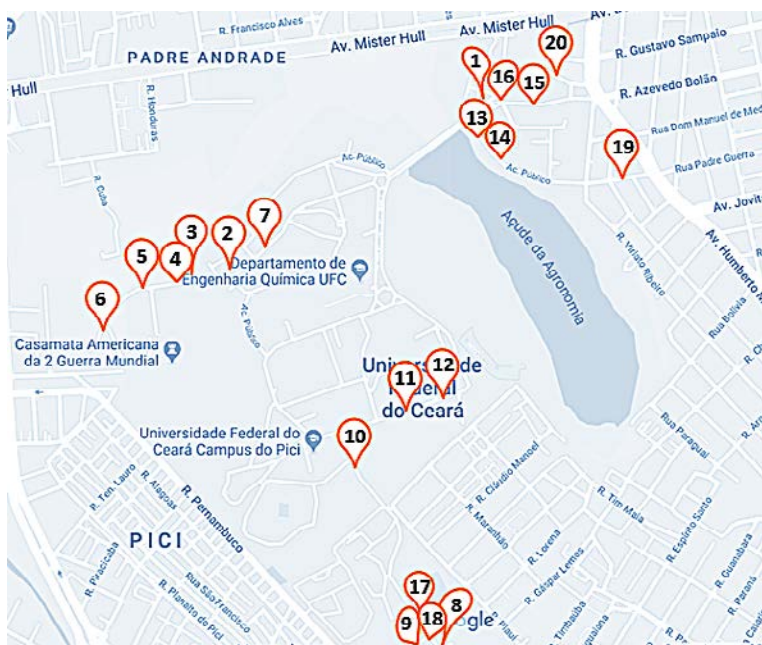 R. Francisco Alves
Av. Mister Hull
Av.
PADRE ANDRADE
Av. Mister Hull
20
R. Gustavo Sampaio
Hull
1
16
15
R. Azevedo Bolão
R. Honduras
13
14
Rua Dom Manuel de Med
19
Ac. Público
Ac. Público
Rua Padre Guerra
R. Cuba
Av. Jovita
7
3
2
5
4
Departamento de
Engenharia Química UFC
Açude da Agronomia
Av. Humberto M
Rua Bolívia
6
Ac. Público
Casamata Americana
da 2 Guerra Mundial
12
11
Universidade
Federal
do Ceará
10
Universidade Federal do
Ceará Campus do Pici
Rua Paraguai
R. Cláudio Manoel
R. Ten. Lauro
R. Alagoas
R. Pernambuco
R. Maranhão
R. Tim Maia
R. Espírito Santo
PICI
R. Lorena
R. Gáspar Lemos
R. Guanabara
R. Paraná
R. Piracicaba
Rua São Francisco
R. Planalto do Pici
17
8
9
18
ogle
R. Piauí